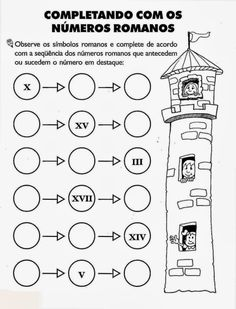 COMPLETANDO COM OS
NÚMEROS ROMANOS
Observe os símbolos romanos e complete de acordo
com a seqüência dos números romanos que antecedem
ou sucedem o número em destaque:
X
XV
III
XVII
XIV
V